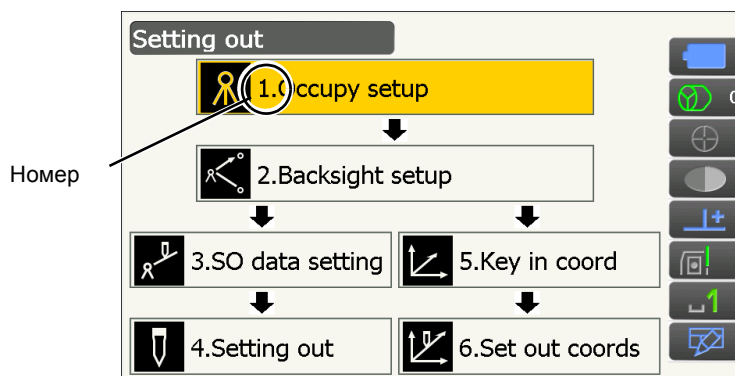 Setting out
1.Occupy setup
Номер
2.Backsight setup
3.SO data setting
5.Key in coord
4.Setting out
6.Set out coords